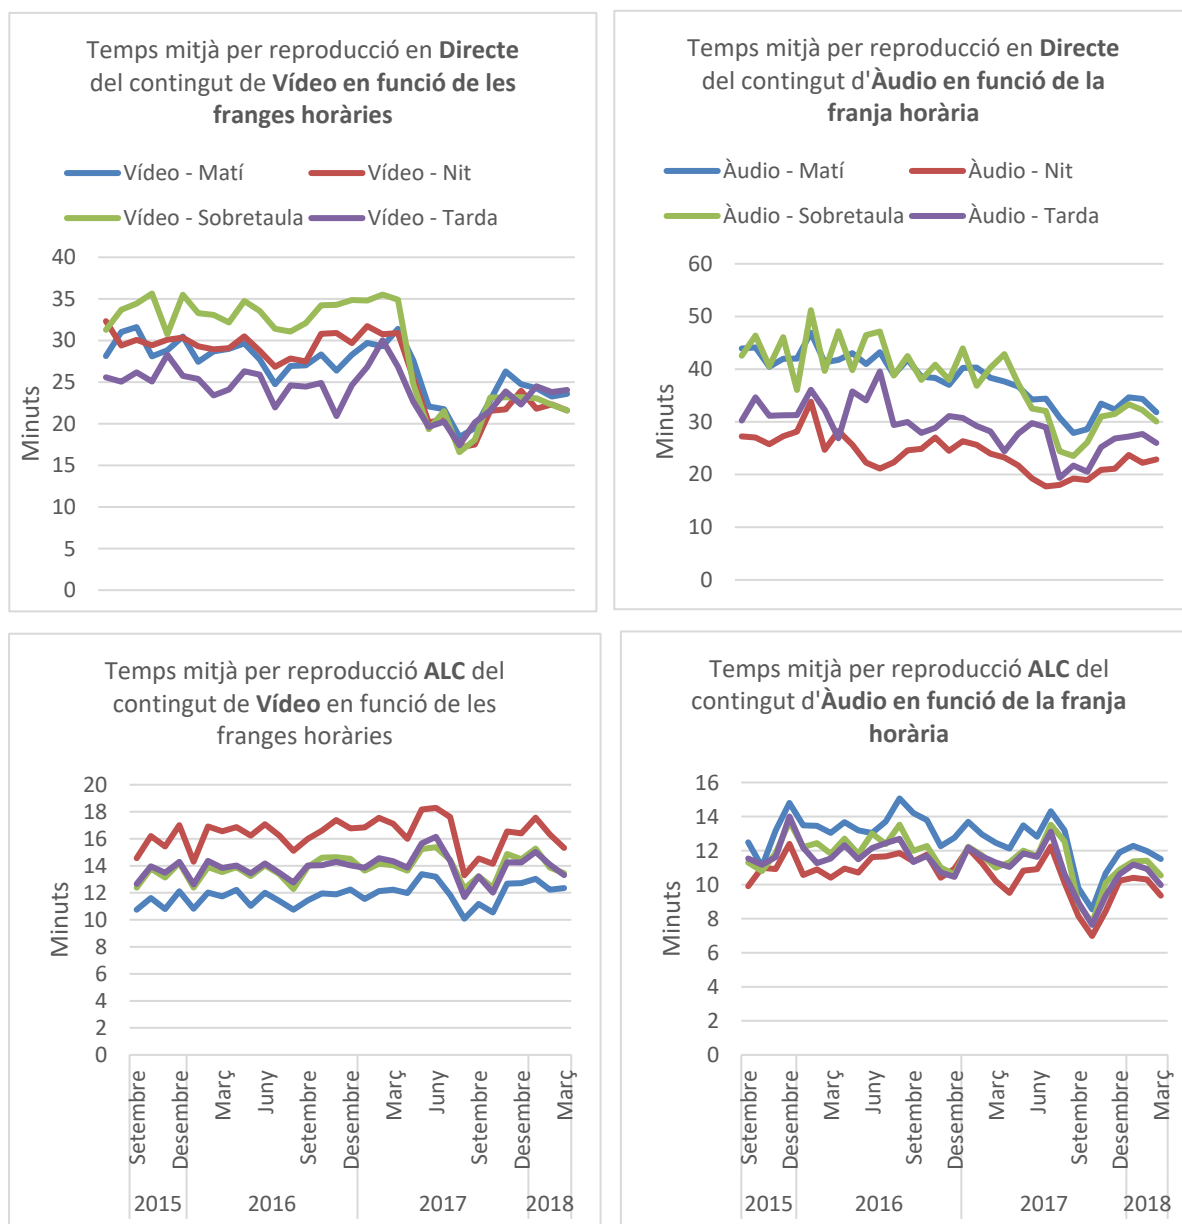 Temps mitjà per reproducció en Directe
del contingut de Vídeo en funció de les
franges horàries
Vídeo - Matí
Vídeo - Nit
Vídeo - Sobretaula
Vídeo - Tarda
40
35
30
25
20
15
10
5
0
Minuts
Temps mitjà per reproducció en Directe
del contingut d'Àudio en funció de la
franja horària
Àudio - Matí
Àudio - Nit
Àudio - Sobretaula
Àudio - Tarda
60
50
40
30
20
10
0
Minuts
Temps mitjà per reproducció ALC del
contingut de Vídeo en funció de les
franges horàries
20
18
16
14
12
10
8
6
4
2
0
Minuts
Setembre
Desembre
Març
Juny
Setembre
Desembre
Març
Juny
Setembre
Desembre
Març
2015
2016
2017
2018
Temps mitjà per reproducció ALC del
contingut d'Àudio en funció de la franja
horària
16
14
12
10
8
6
4
2
0
Minuts
Setembre
Desembre
Març
Juny
Setembre
Desembre
Març
Juny
Setembre
Desembre
Març
2015
2016
2017
2018